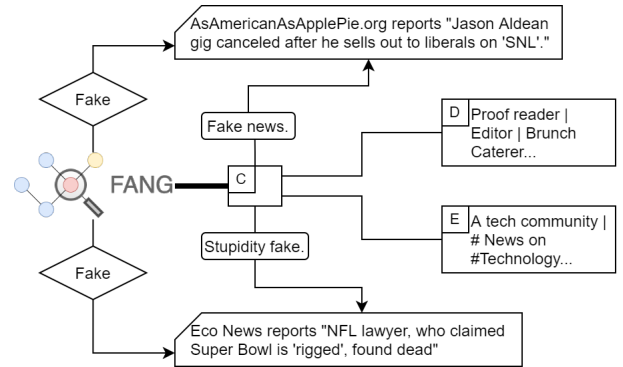 AsAmericanAsApplePie.org reports "Jason Aldean
gig canceled after he sells out to liberals on 'SNL'."
Fake
Fake news.
D
Proof reader |
Editor | Brunch
Caterer...
FANG
C
E
A tech community |
# News on
#Technology...
Stupidity fake.
Fake
Eco News reports "NFL lawyer, who claimed
Super Bowl is 'rigged', found dead"